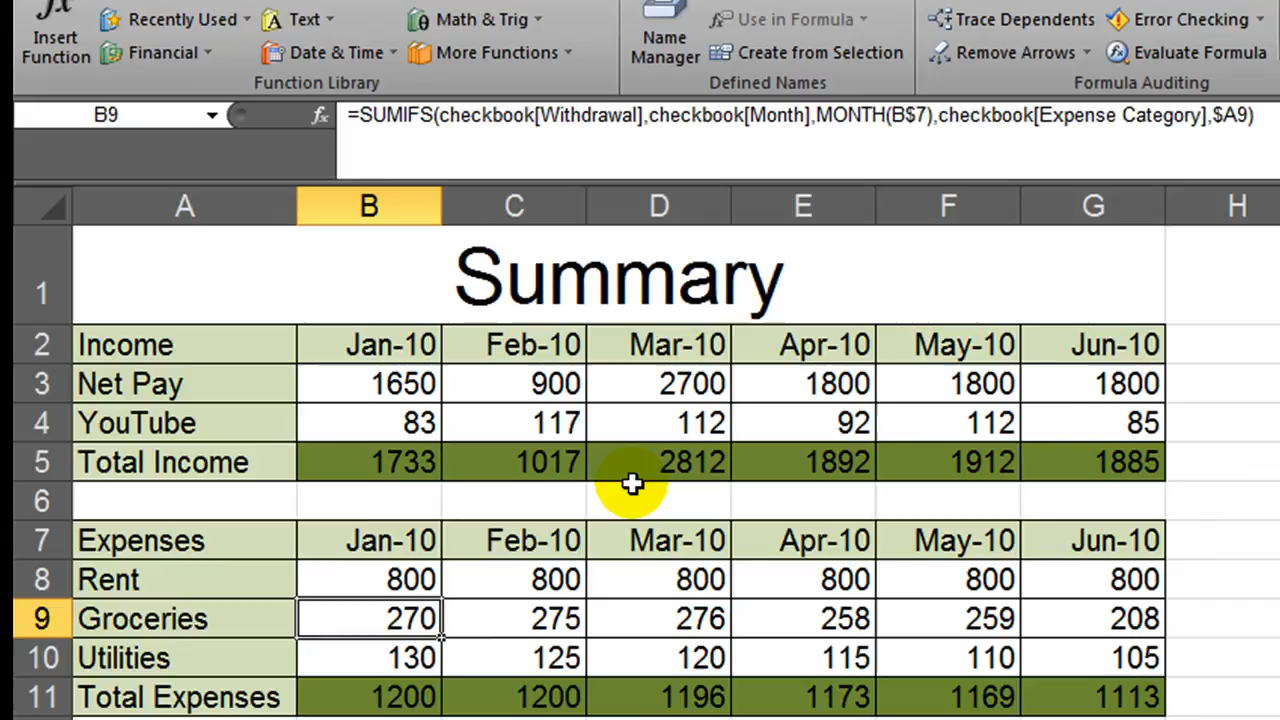 fx Recently Used Text Math & Trig Use in Formula Trace Dependents Error Checking
Insert Function Financial Date & Time More Functions Name Manager Create from Selection Remove Arrows fx Evaluate Formula
Function Library Defined Names Formula Auditing
B9 fx =SUMIFS(checkbook[Withdrawal],checkbook[Month],MONTH(B$7),checkbook[Expense Category],$A9)
A B C D E F G H
1 Summary
2 Income Jan-10 Feb-10 Mar-10 Apr-10 May-10 Jun-10
3 Net Pay 1650 900 2700 1800 1800 1800
4 YouTube 83 117 112 92 112 85
5 Total Income 1733 1017 2812 1892 1912 1885
6
7 Expenses Jan-10 Feb-10 Mar-10 Apr-10 May-10 Jun-10
8 Rent 800 800 800 800 800 800
9 Groceries 270 275 276 258 259 208
10 Utilities 130 125 120 115 110 105
11 Total Expenses 1200 1200 1196 1173 1169 1113